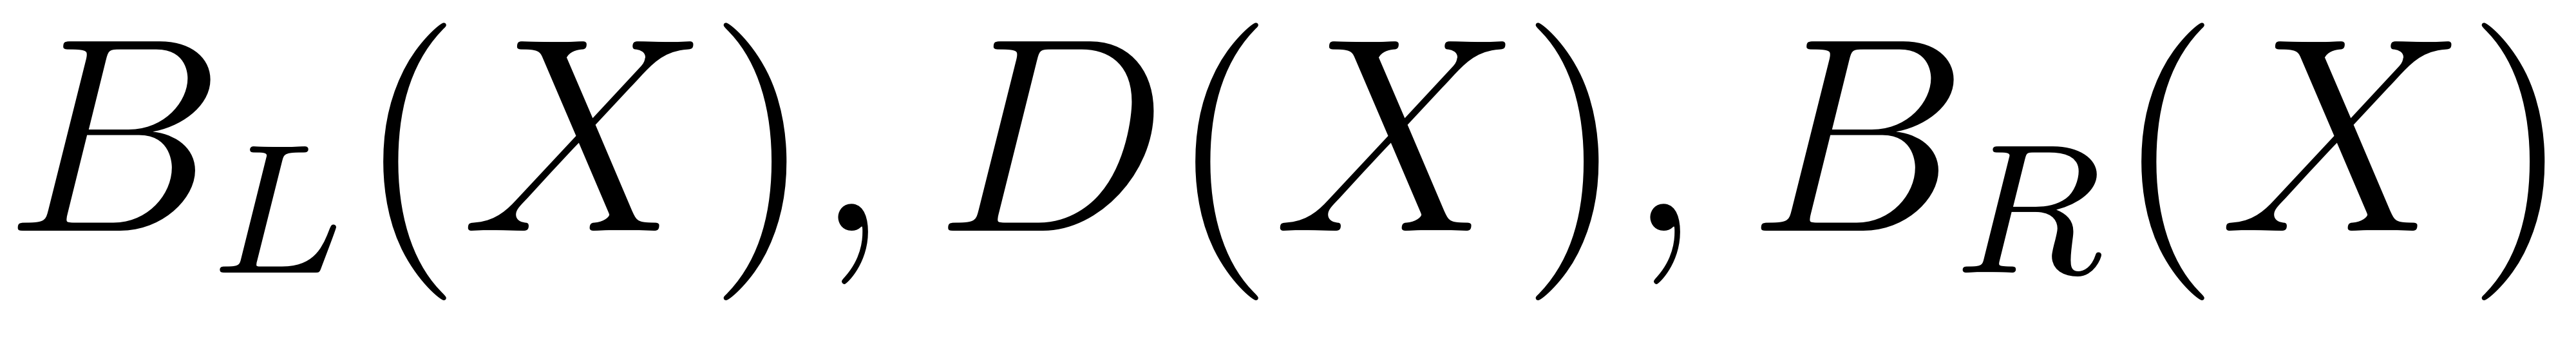 $B_L(X), D(X), B_R(X)$